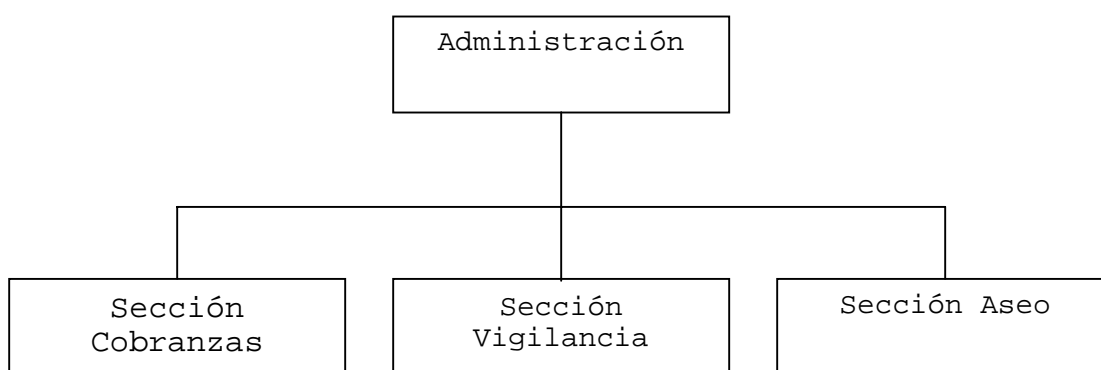 Administración
Sección
Cobranzas
Sección
Vigilancia
Sección Aseo